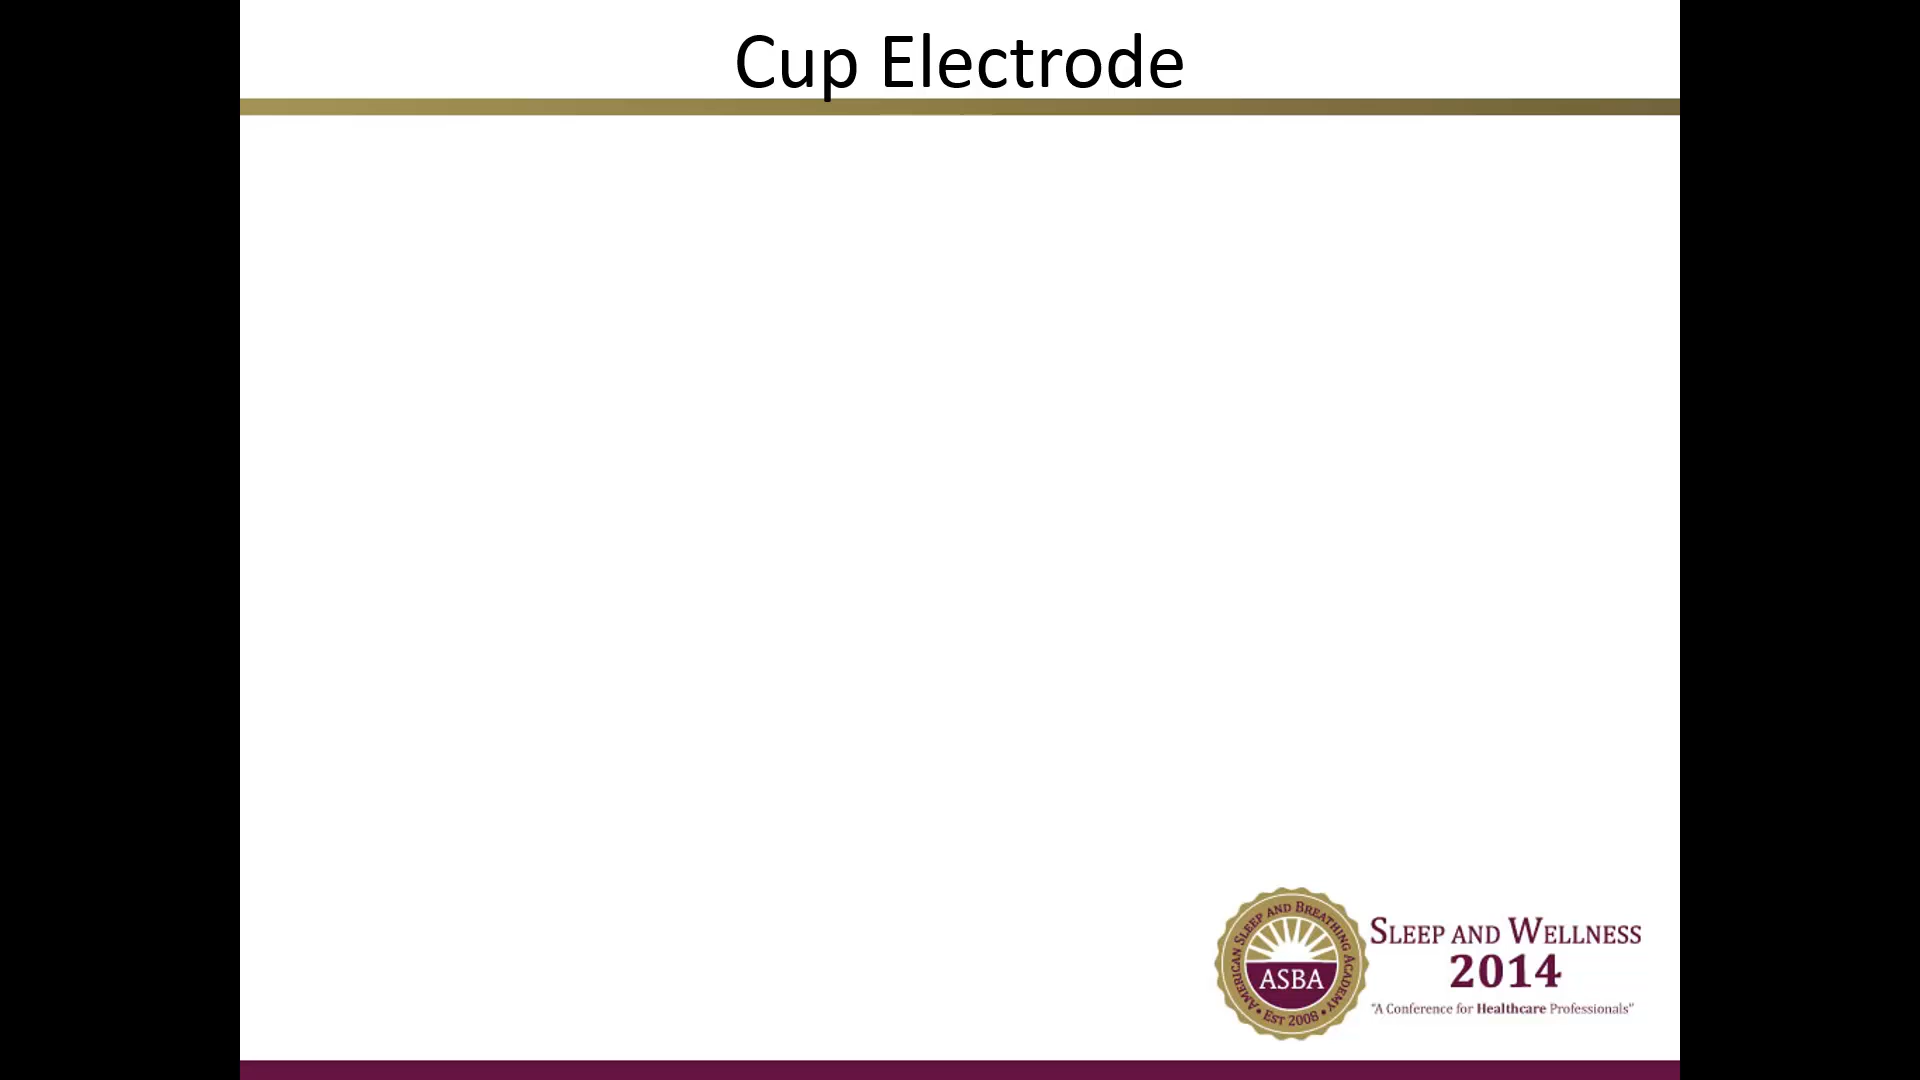 Cup Electrode
AMERICAN SLEEP AND BREATHING ACADEMY
ASBA
• EST 2008 •
SLEEP AND WELLNESS
2014
"A Conference for Healthcare Professionals"